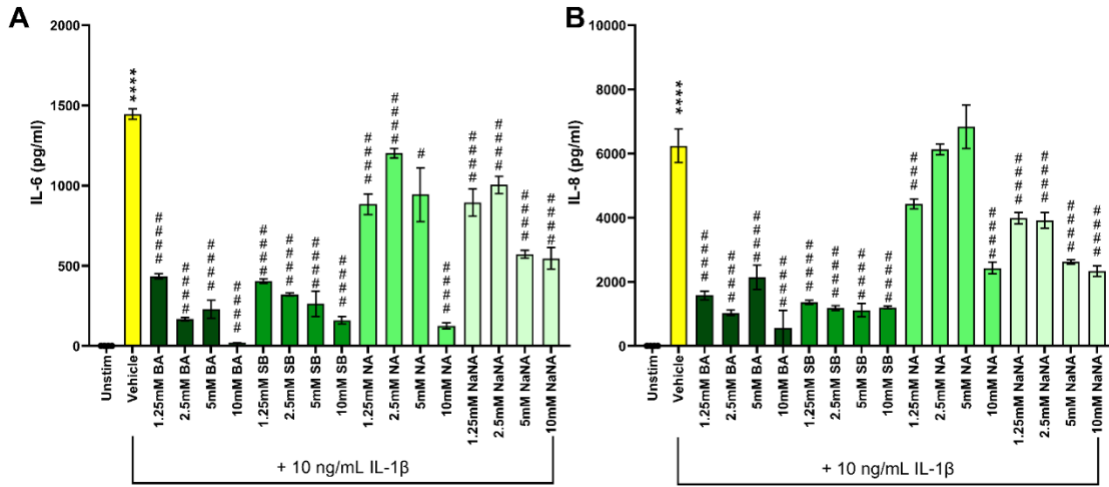 A
IL-6 (pg/ml)
2000
1500
1000
500
0
****
####
####
####
####
####
####
####
####
####
####
#
####
####
####
####
####
Unstim
Vehicle
1.25mM BA
2.5mM BA
5mM BA
10mM BA
1.25mM SB
2.5mM SB
5mM SB
10mM SB
1.25mM NA
2.5mM NA
5mM NA
10mM NA
1.25mM NaNA
2.5mM NaNA
5mM NaNA
10mM NaNA
+ 10 ng/mL IL-1β
B
IL-8 (pg/ml)
10000
8000
6000
4000
2000
0
****
####
####
####
####
####
####
####
####
###
####
####
####
####
####
Unstim
Vehicle
1.25mM BA
2.5mM BA
5mM BA
10mM BA
1.25mM SB
2.5mM SB
5mM SB
10mM SB
1.25mM NA
2.5mM NA
5mM NA
10mM NA
1.25mM NaNA
2.5mM NaNA
5mM NaNA
10mM NaNA
+ 10 ng/mL IL-1β